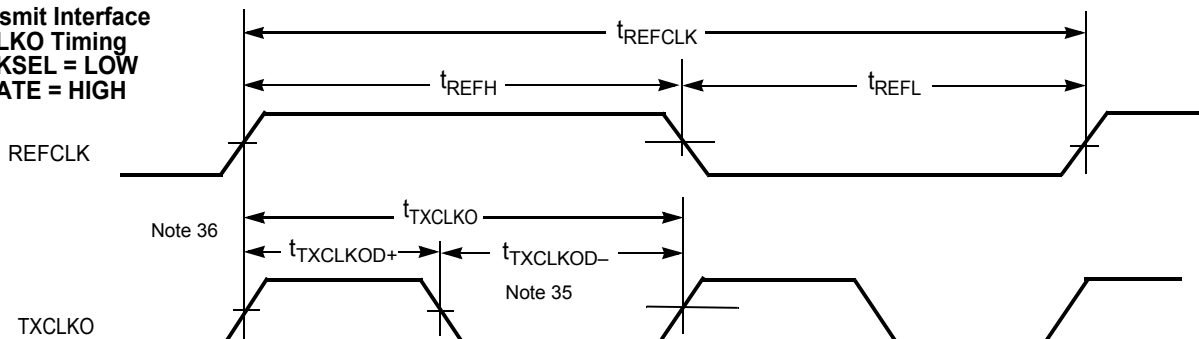 smit Interface
LKO Timing
KSEL = LOW
ATE = HIGH
tREFCLK
tREFH
tREFL
REFCLK
Note 36
tTXCLKO
tTXCLKOD+
tTXCLKOD–
Note 35
TXCLKO